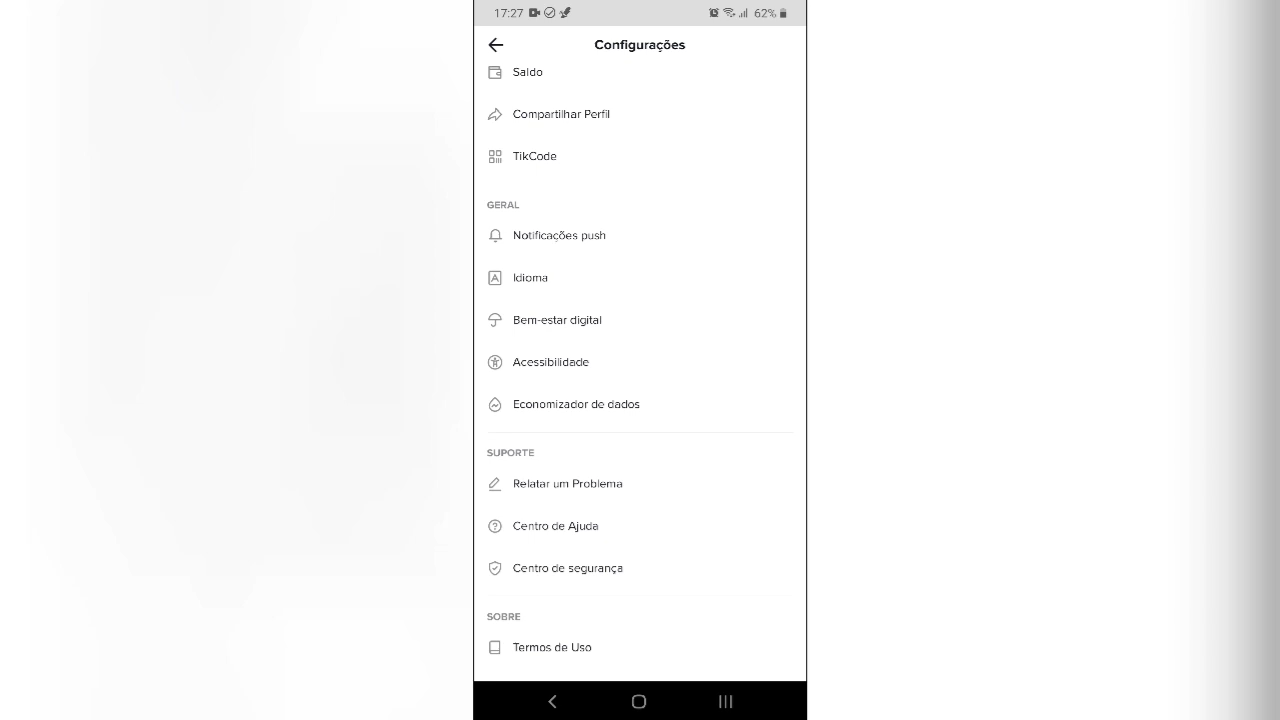 17:27
62%
Configurações
Saldo
Compartilhar Perfil
TikCode
GERAL
Notificações push
Idioma
Bem-estar digital
Acessibilidade
Economizador de dados
SUPORTE
Relatar um Problema
Centro de Ajuda
Centro de segurança
SOBRE
Termos de Uso